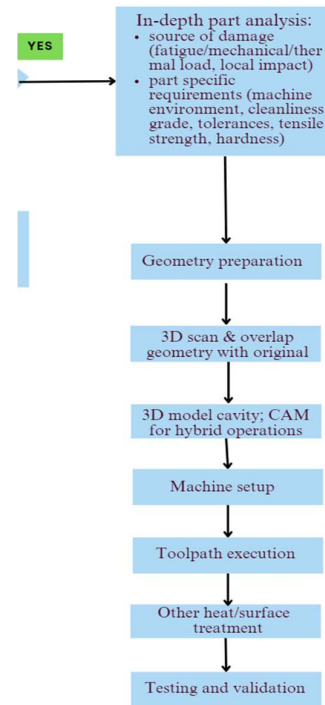 In-depth part analysis:
YES
• source of damage
(fatigue/mechanical/ther
mal load, local impact)
• part specific
requirements (machine
environment, cleanliness
grade, tolerances, tensile
strength, hardness)
Geometry preparation
3D scan & overlap
geometry with original
3D model cavity; CAM
for hybrid operations
Machine setup
Toolpath execution
Other heat/surface
treatment
Testing and validation